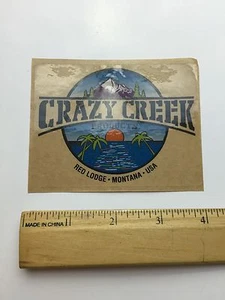 CRAZY CREEK
RED LODGE • MONTANA • USA
MADE IN CHINA 1 2 3 4